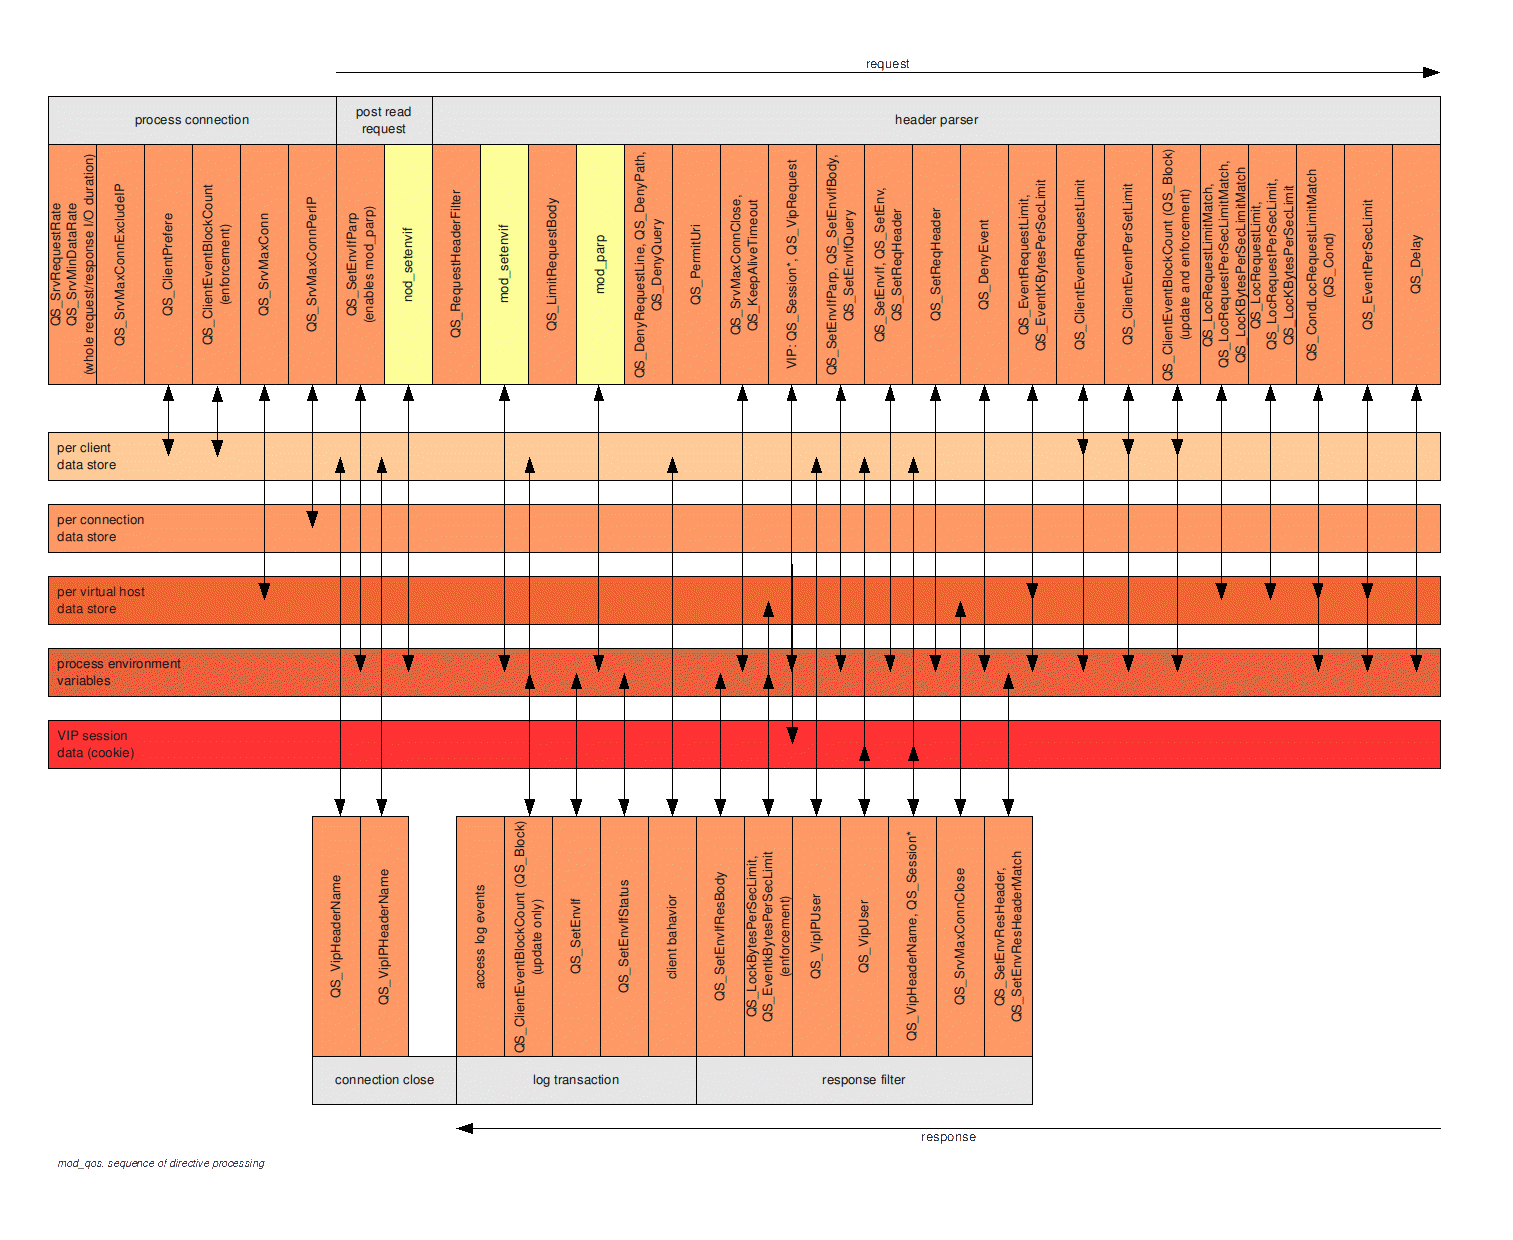 request
process connection
post read
request
header parser
QS_SrvRequestRate
QS_SrvMinDataRate
(whole request/response I/O duration)
QS_SrvMaxConnExcludeIP
QS_ClientPrefere
QS_ClientEventBlockCount
(enforcement)
QS_SrvMaxConn
QS_SrvMaxConnPerIP
QS_SetEnvIfParp
(enables mod_parp)
nod_setenvif
QS_RequestHeaderFilter
mod_setenvif
QS_LimitRequestBody
mod_parp
QS_DenyRequestLine, QS_DenyPath,
QS_DenyQuery
QS_PermitUri
QS_SrvMaxConnClose,
QS_KeepAliveTimeout
VIP: QS_Session*, QS_VipRequest
QS_SetEnvIfParp, QS_SetEnvIfBody,
QS_SetEnvIfQuery
QS_SetEnvIf, QS_SetEnv,
QS_SetReqHeader
QS_SetReqHeader
QS_DenyEvent
QS_EventRequestLimit,
QS_EventKBytesPerSecLimit
QS_ClientEventRequestLimit
QS_ClientEventPerSetLimit
QS_ClientEventBlockCount (QS_Block)
(update and enforcement)
QS_LocRequestLimitMatch,
QS_LocRequestPerSecLimitMatch,
QS_LocKBytesPerSecLimitMatch
QS_LocRequestLimit,
QS_LocRequestPerSecLimit,
QS_LocKBytesPerSecLimit
QS_CondLocRequestLimitMatch
(QS_Cond)
QS_EventPerSecLimit
QS_Delay
per client
data store
per connection
data store
per virtual host
data store
process environment
variables
VIP session
data (cookie)
QS_VipHeaderName
QS_VipIPHeaderName
access log events
QS_ClientEventBlockCount (QS_Block)
(update only)
QS_SetEnvIf
QS_SetEnvIfStatus
client bahavior
QS_SetEnvIfResBody
QS_LockBytesPerSecLimit,
QS_EventkBytesPerSecLimit
(enforcement)
QS_VipIPUser
QS_VipUser
QS_VipHeaderName, QS_Session*
QS_SrvMaxConnClose
QS_SetEnvResHeader,
QS_SetEnvResHeaderMatch
connection close
log transaction
response filter
response
mod_qos: sequence of directive processing